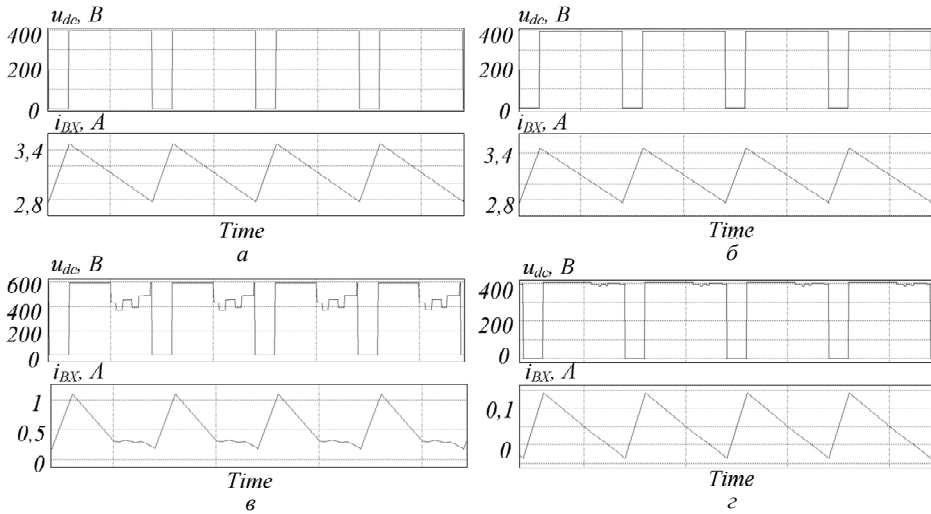 u_dc, В
400
200
0
i_BX, А
3,4
2,8
Time
а
u_dc, В
400
200
0
i_BX, А
3,4
2,8
Time
б
u_dc, В
600
400
200
0
i_BX, А
1
0,5
0
Time
в
u_dc, В
400
200
0
i_BX, А
0,1
0
Time
г